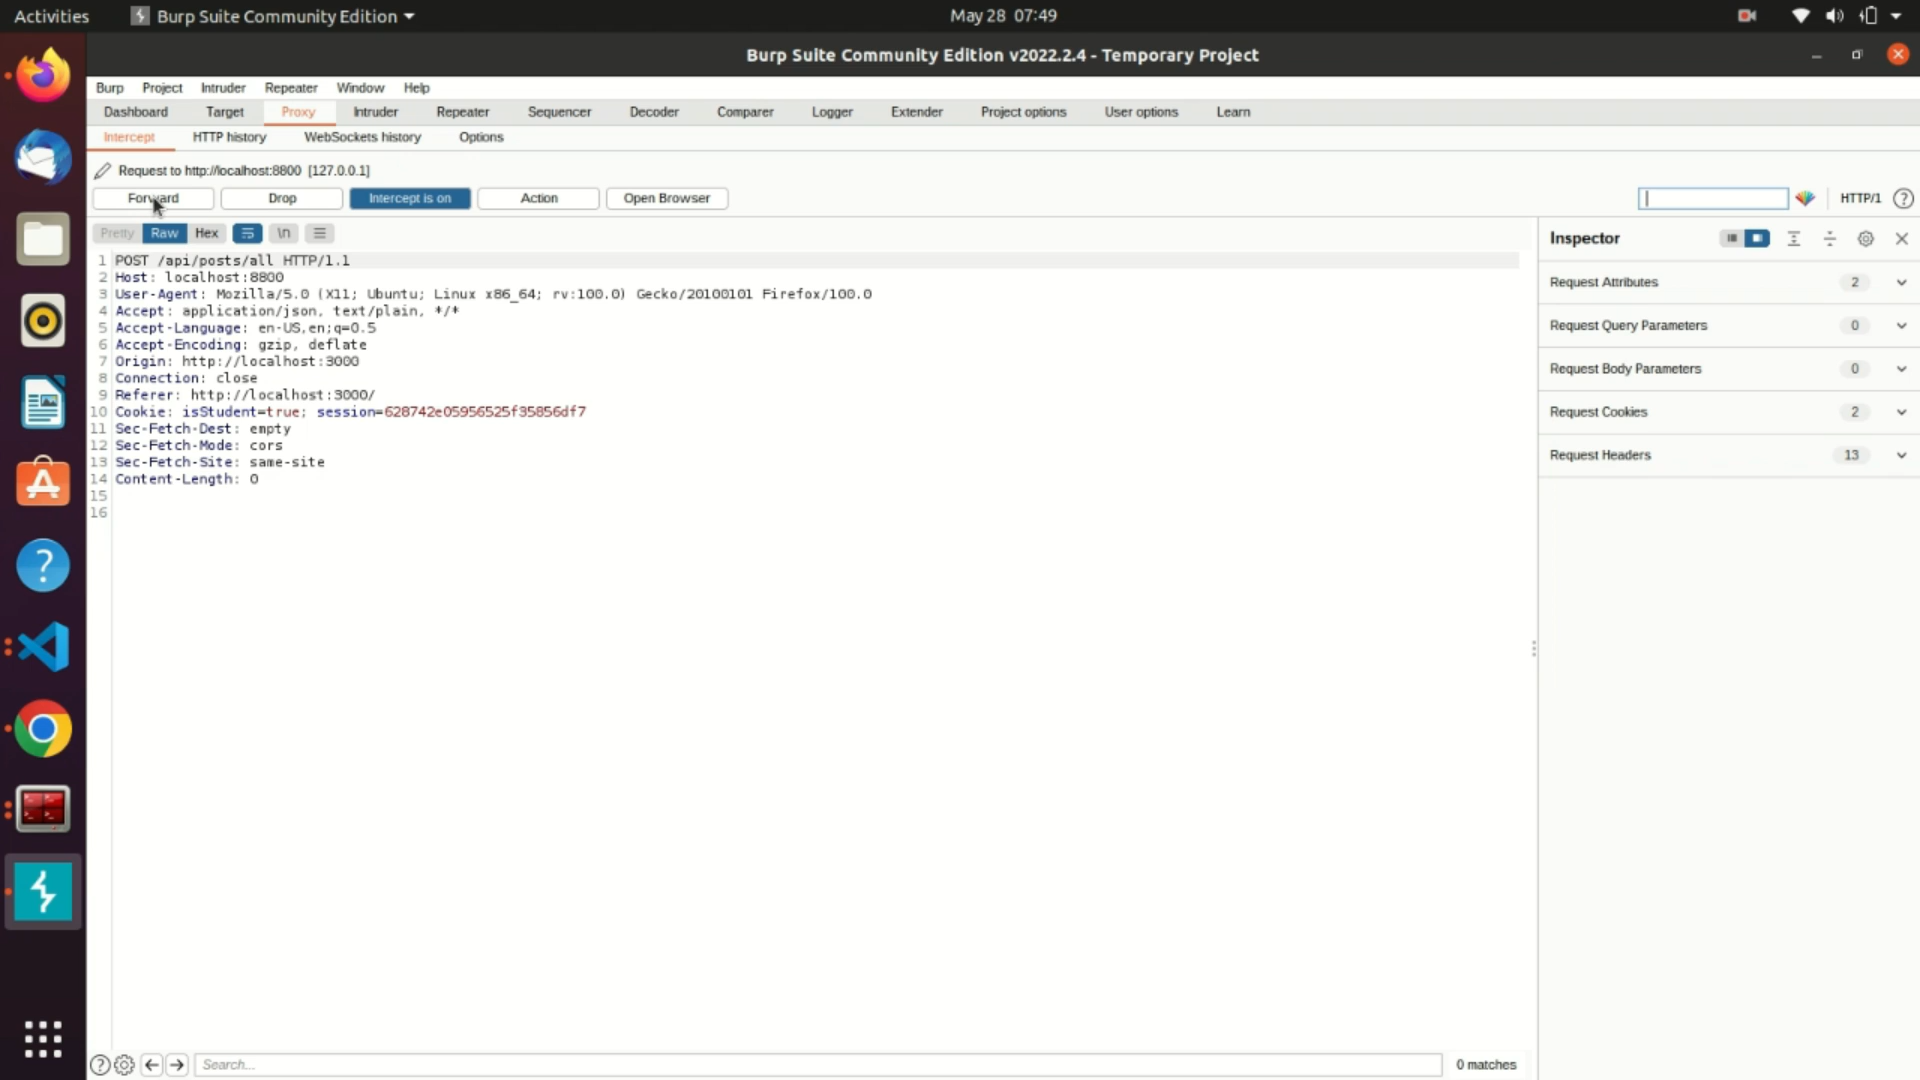 Activities Burp Suite Community Edition May 28 07:49
Burp Suite Community Edition v2022.2.4 - Temporary Project
Burp Project Intruder Repeater Window Help
Dashboard Target Proxy Intruder Repeater Sequencer Decoder Comparer Logger Extender Project options User options Learn
Intercept HTTP history WebSockets history Options
Request to http://localhost:8800 [127.0.0.1]
Forward Drop Intercept is on Action Open Browser HTTP/1 ?
Pretty Raw Hex \n
Inspector
1 POST /api/posts/all HTTP/1.1
2 Host: localhost:8800
3 User-Agent: Mozilla/5.0 (X11; Ubuntu; Linux x86_64; rv:100.0) Gecko/20100101 Firefox/100.0
4 Accept: application/json, text/plain, */*
5 Accept-Language: en-US,en;q=0.5
6 Accept-Encoding: gzip, deflate
7 Origin: http://localhost:3000
8 Connection: close
9 Referer: http://localhost:3000/
10 Cookie: isStudent=true; session=628742e05956525f35856df7
11 Sec-Fetch-Dest: empty
12 Sec-Fetch-Mode: cors
13 Sec-Fetch-Site: same-site
14 Content-Length: 0
15
16
Request Attributes 2
Request Query Parameters 0
Request Body Parameters 0
Request Cookies 2
Request Headers 13
? Search... 0 matches